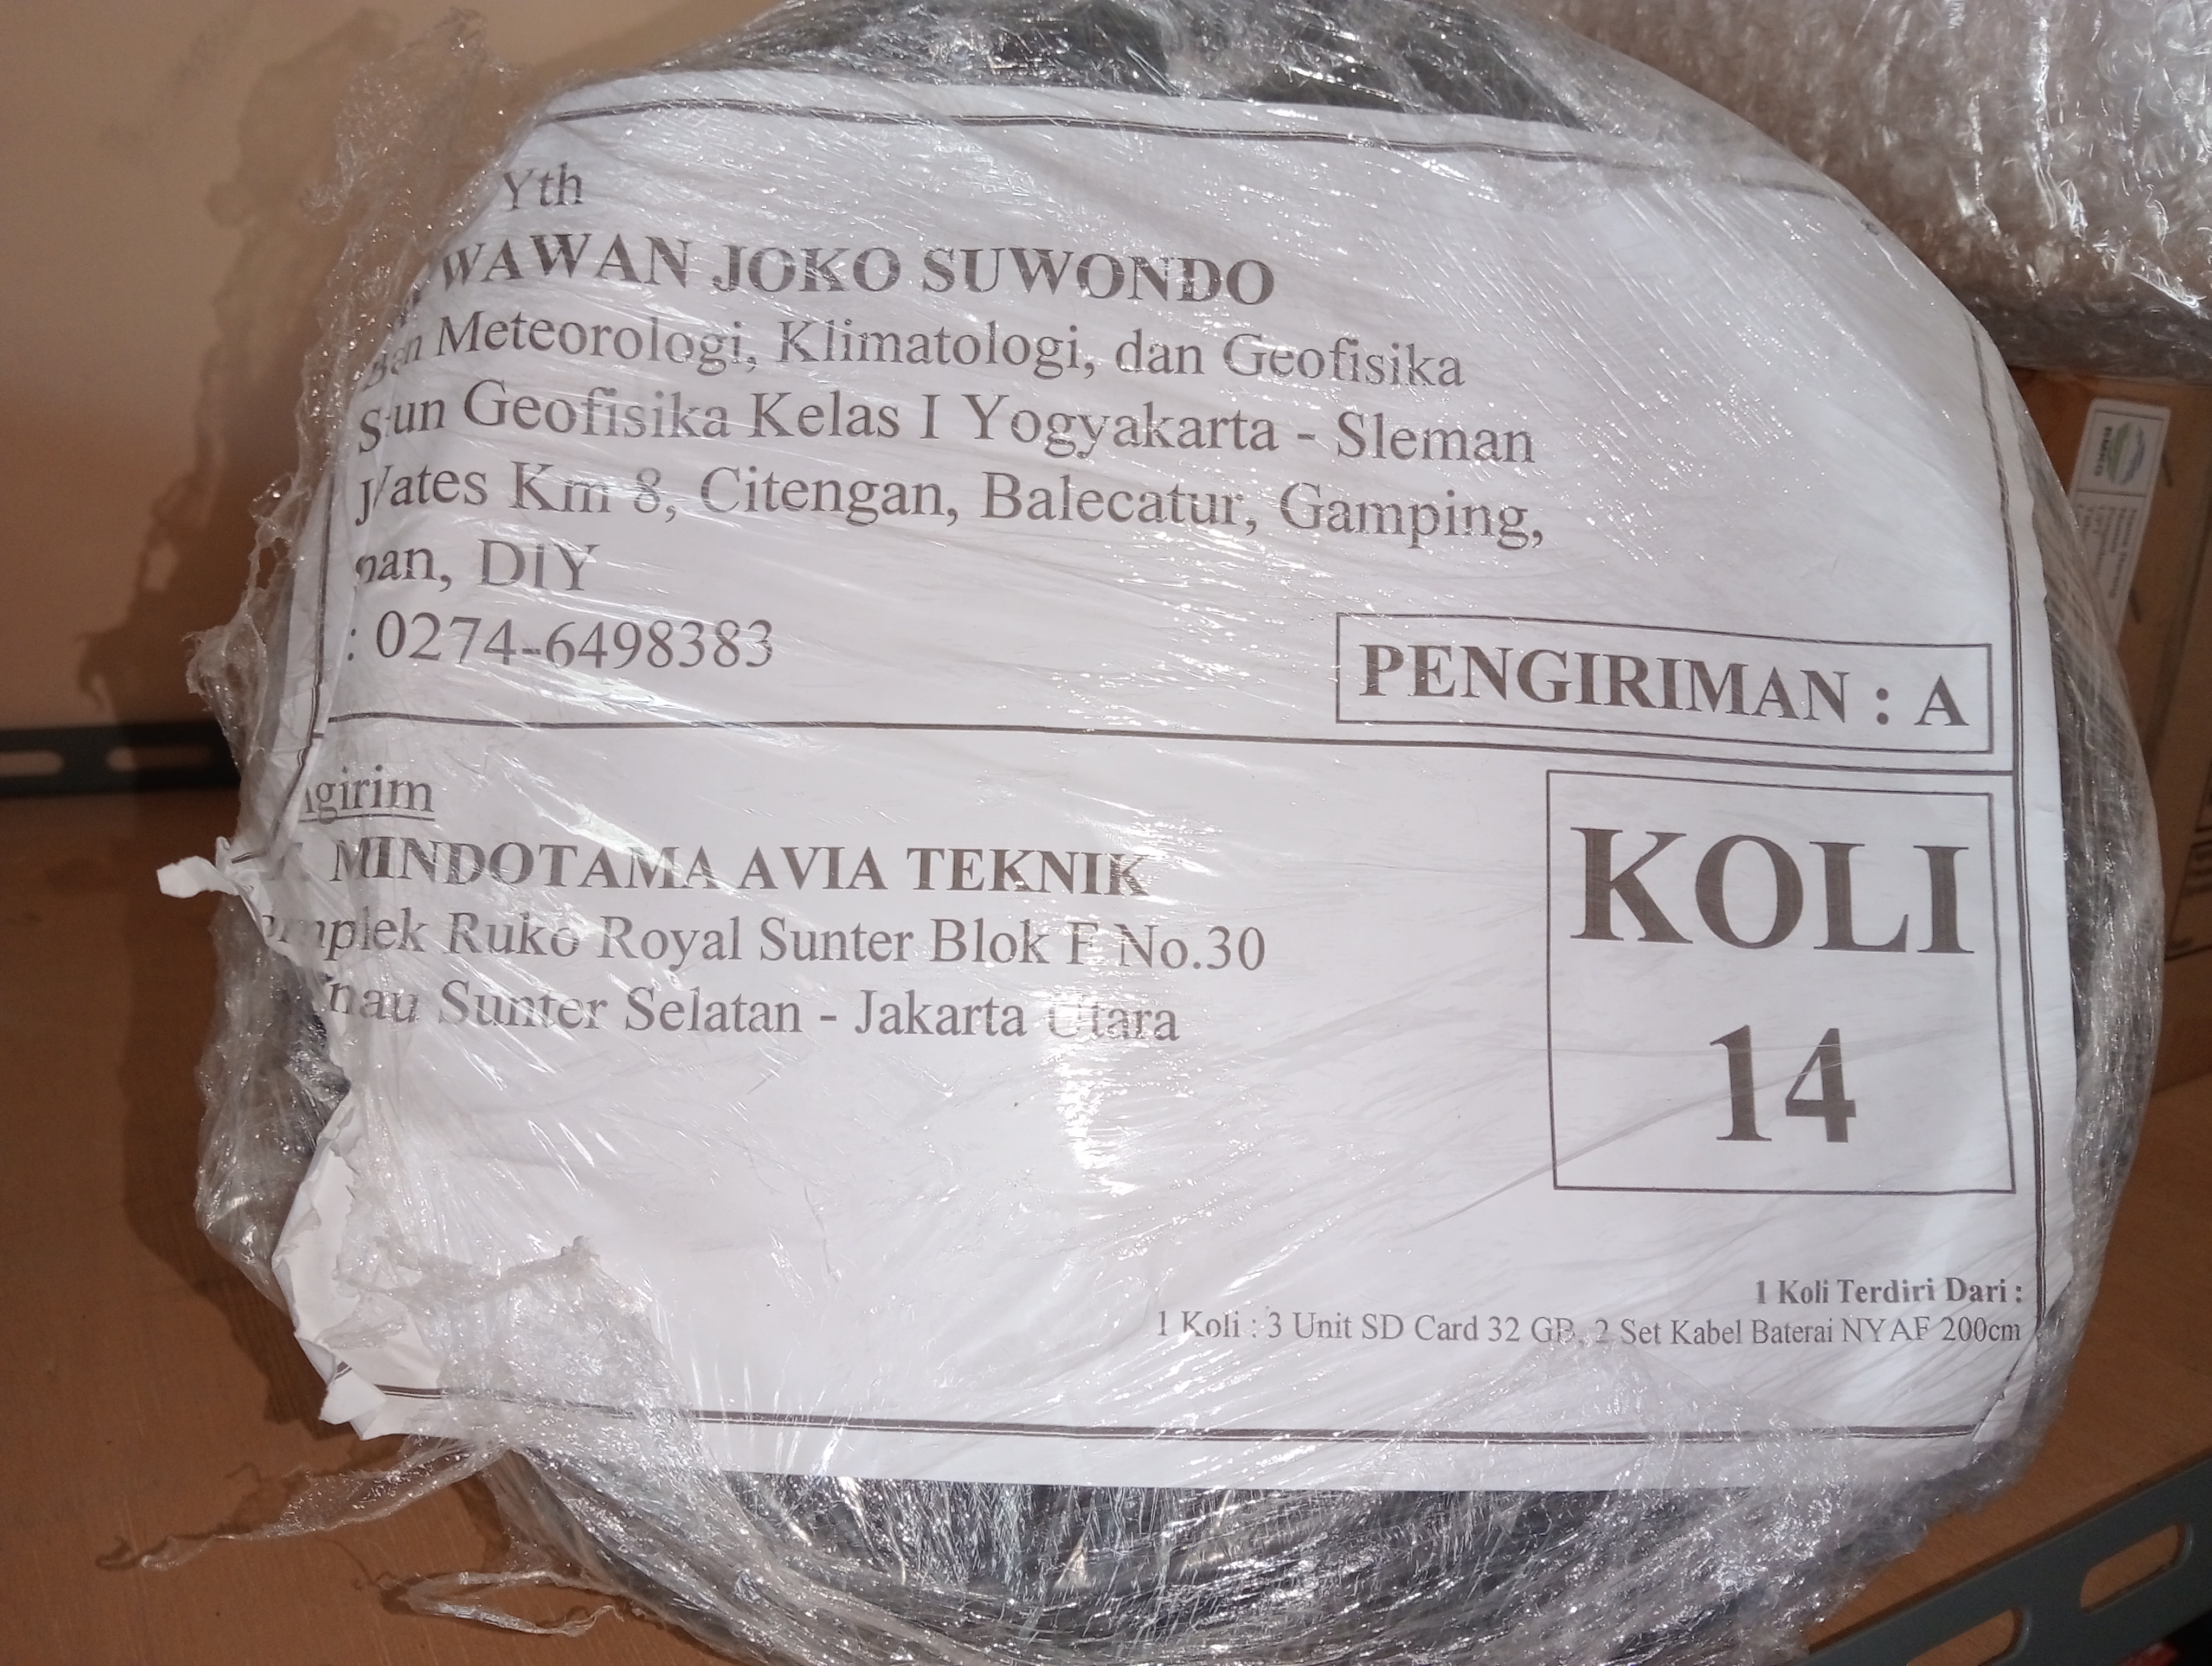 Yth
WAWAN JOKO SUWONDO
Meteorologi, Klimatologi, dan Geofisika
Geofisika Kelas I Yogyakarta - Sleman
Km 8, Citengan, Balecatur, Gamping,
DIY
: 0274-6498383
PENGIRIMAN : A
MINDOTAMA AVIA TEKNIK
Ruko Royal Sunter Blok F No.30
Sunter Selatan - Jakarta Utara
KOLI
14
1 Koli Terdiri Dari :
1 Koli : 3 Unit SD Card 32 GB, 2 Set Kabel Baterai NYAF 200cm